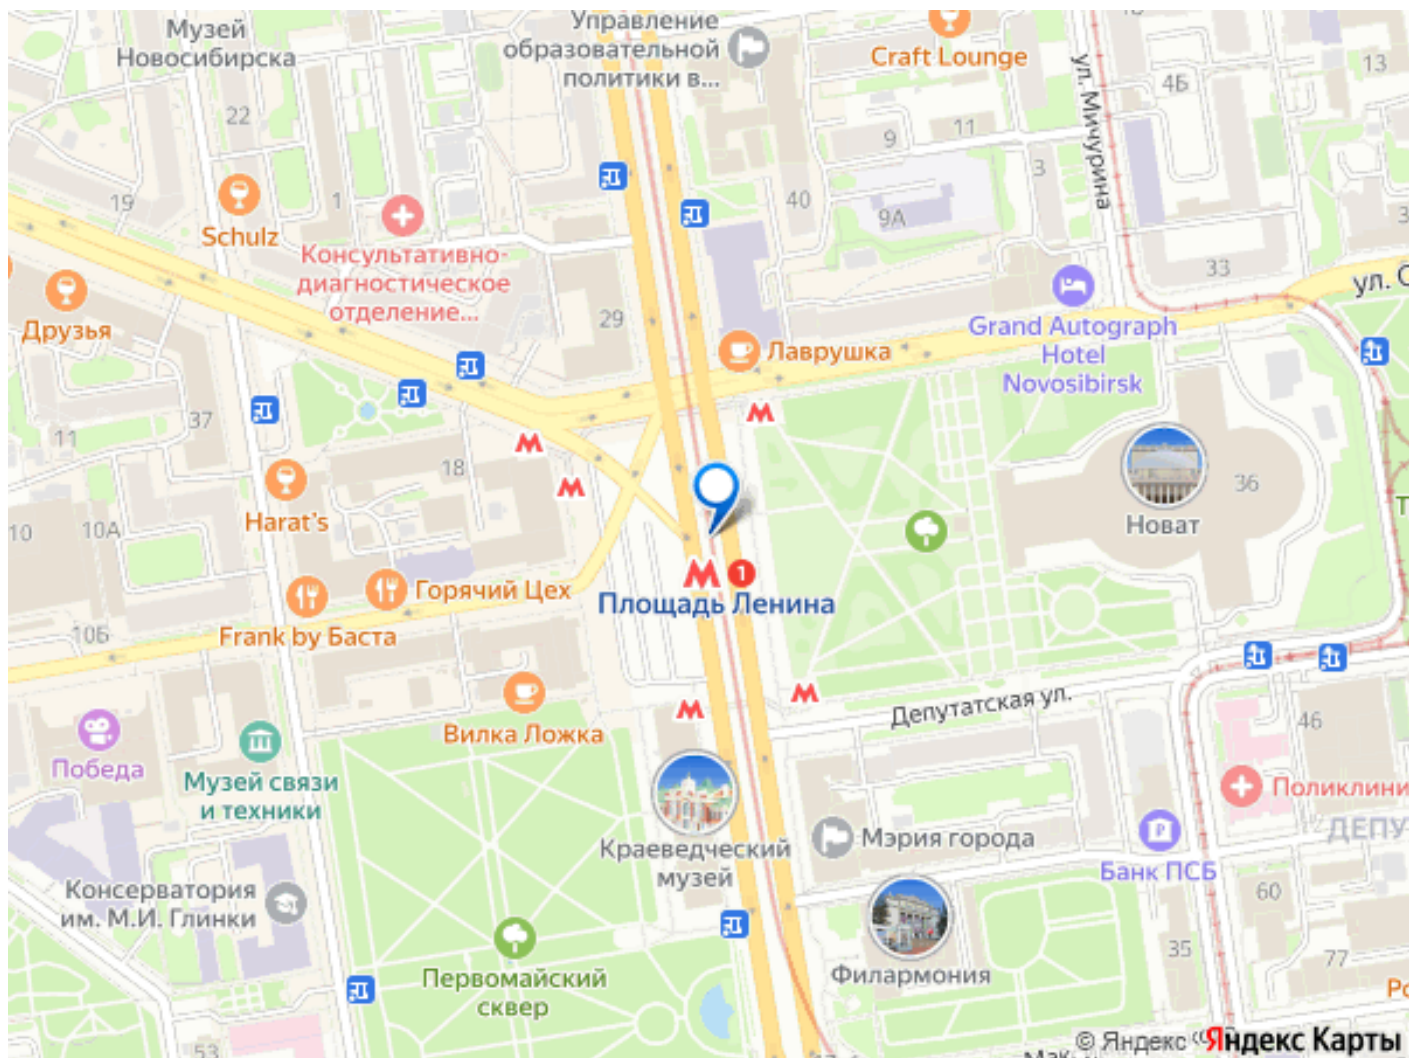 Музей
Новосибирска
Управление
образовательной
политики в...
Craft Lounge
ул. Мичурина
4Б
13
22
9
11
3
19
1
40
9А
Schulz
Консультативно-
диагностическое
отделение...
33
ул. С
Друзья
29
Grand Autograph
Hotel
Novosibirsk
Лаврушка
37
11
18
36
Harat's
10
10А
Новат
Горячий Цех
1
Площадь Ленина
10Б
Frank by Баста
Депутатская ул.
46
Вилка Ложка
Победа
Музей связи
и техники
Поликлини
ДЕПУ
Краеведческий
музей
Мэрия города
Банк ПСБ
Консерватория
им. М.И. Глинки
60
35
77
Первомайский
сквер
Филармония
53
© Яндекс
Яндекс Карты